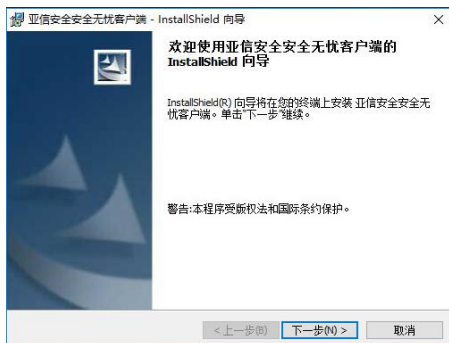 亚信安全安全无忧客户端 - InstallShield 向导
欢迎使用亚信安全安全无忧客户端的
InstallShield 向导
InstallShield(R) 向导将在您的终端上安装 亚信安全安全无
忧客户端。单击“下一步”继续。
警告:本程序受版权法和国际条约保护。
< 上一步(B)
下一步(N) >
取消